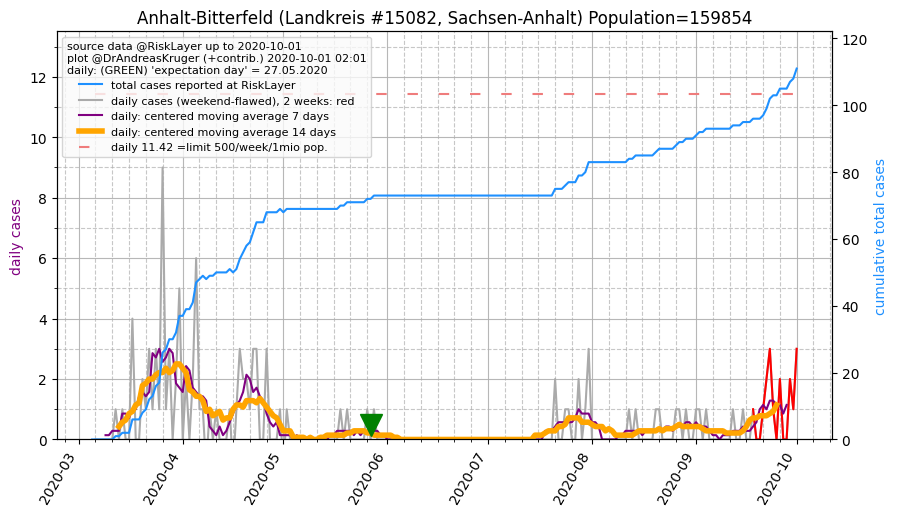 Anhalt-Bitterfeld (Landkreis #15082, Sachsen-Anhalt) Population=159854
source data @RiskLayer up to 2020-10-01
plot @DrAndreasKruger (+contrib.) 2020-10-01 02:01
daily: (GREEN) 'expectation day' = 27.05.2020
total cases reported at RiskLayer
daily cases (weekend-flawed), 2 weeks: red
daily: centered moving average 7 days
daily: centered moving average 14 days
daily 11.42 =limit 500/week/1mio pop.
daily cases
12
10
8
6
4
2
0
cumulative total cases
120
100
80
60
40
20
0
2020-03
2020-04
2020-05
2020-06
2020-07
2020-08
2020-09
2020-10